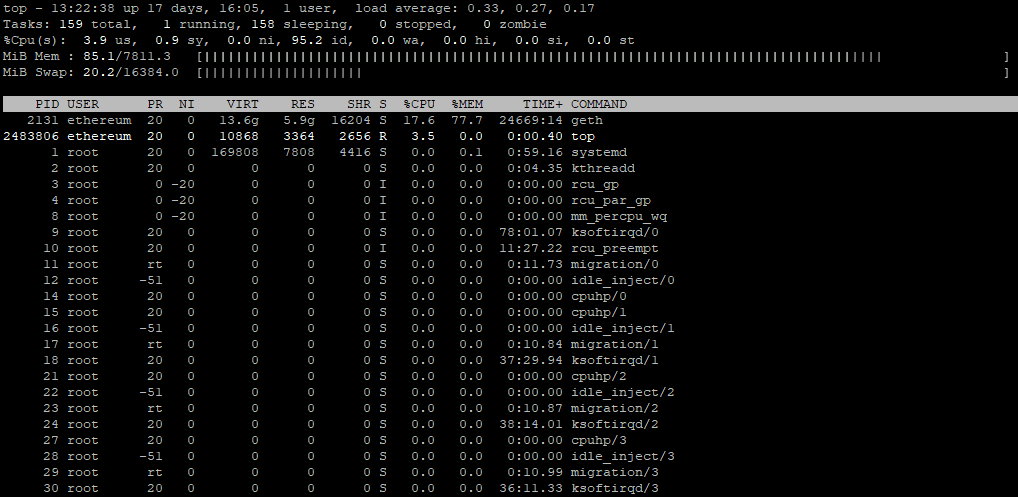 top - 13:22:38 up 17 days, 16:05,  1 user,  load average: 0.33, 0.27, 0.17
Tasks: 159 total,   1 running, 158 sleeping,   0 stopped,   0 zombie
%Cpu(s):  3.9 us,  0.9 sy,  0.0 ni, 95.2 id,  0.0 wa,  0.0 hi,  0.0 si,  0.0 st
MiB Mem : 85.1/7811.3   [|||||||||||||||||||||||||||||||||||||||||||||||||||||||||||||||||||||||||||||||||||||               ]
MiB Swap: 20.2/16384.0  [||||||||||||||||||||                                                                                ]
PID USER      PR  NI    VIRT    RES    SHR S  %CPU  %MEM     TIME+ COMMAND
2131 ethereum  20   0   13.6g   5.9g  16204 S  17.6  77.7  24669:14 geth
2483806 ethereum  20   0   10868   3364   2656 R   3.5   0.0   0:00.40 top
1 root      20   0  169808   7808   4416 S   0.0   0.1   0:59.16 systemd
2 root      20   0       0      0      0 S   0.0   0.0   0:04.35 kthreadd
3 root       0 -20       0      0      0 I   0.0   0.0   0:00.00 rcu_gp
4 root       0 -20       0      0      0 I   0.0   0.0   0:00.00 rcu_par_gp
8 root       0 -20       0      0      0 I   0.0   0.0   0:00.00 mm_percpu_wq
9 root      20   0       0      0      0 S   0.0   0.0  78:01.07 ksoftirqd/0
10 root      20   0       0      0      0 I   0.0   0.0  11:27.22 rcu_preempt
11 root      rt   0       0      0      0 S   0.0   0.0   0:11.73 migration/0
12 root     -51   0       0      0      0 S   0.0   0.0   0:00.00 idle_inject/0
14 root      20   0       0      0      0 S   0.0   0.0   0:00.00 cpuhp/0
15 root      20   0       0      0      0 S   0.0   0.0   0:00.00 cpuhp/1
16 root     -51   0       0      0      0 S   0.0   0.0   0:00.00 idle_inject/1
17 root      rt   0       0      0      0 S   0.0   0.0   0:10.84 migration/1
18 root      20   0       0      0      0 S   0.0   0.0  37:29.94 ksoftirqd/1
21 root      20   0       0      0      0 S   0.0   0.0   0:00.00 cpuhp/2
22 root     -51   0       0      0      0 S   0.0   0.0   0:00.00 idle_inject/2
23 root      rt   0       0      0      0 S   0.0   0.0   0:10.87 migration/2
24 root      20   0       0      0      0 S   0.0   0.0  38:14.01 ksoftirqd/2
27 root      20   0       0      0      0 S   0.0   0.0   0:00.00 cpuhp/3
28 root     -51   0       0      0      0 S   0.0   0.0   0:00.00 idle_inject/3
29 root      rt   0       0      0      0 S   0.0   0.0   0:10.99 migration/3
30 root      20   0       0      0      0 S   0.0   0.0  36:11.33 ksoftirqd/3